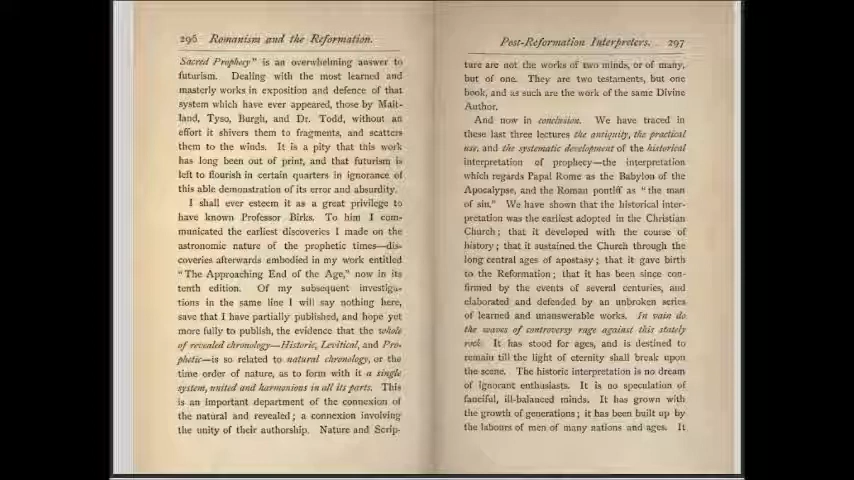 296 Romanism and the Reformation.
Sacred Prophecy" is an overwhelming answer to
futurism. Dealing with the most learned and
masterly works in exposition and defence of that
system which have ever appeared, those by Mait-
land, Tyso, Burgh, and Dr. Todd, without an
effort it shivers them to fragments, and scatters
them to the winds. It is a pity that this work
has long been out of print, and that futurism is
left to flourish in certain quarters in ignorance of
this able demonstration of its error and absurdity.
I shall ever esteem it as a great privilege to
have known Professor Birks. To him I com-
municated the earliest discoveries I made on the
astronomic nature of the prophetic times—dis-
coveries afterwards embodied in my work entitled
"The Approaching End of the Age," now in its
tenth edition. Of my subsequent investiga-
tions in the same line I will say nothing here,
save that I have partially published, and hope yet
more fully to publish, the evidence that the whole
of revealed chronology—Historic, Levitical, and Pro-
phetic—is so related to natural chronology, or the
time order of nature, as to form with it a single
system, united and harmonious in all its parts. This
is an important department of the connexion of
the natural and revealed; a connexion involving
the unity of their authorship. Nature and Scrip-
Post-Reformation Interpreters. 297
ture are not the works of two minds, or of many,
but of one. They are two testaments, but one
book, and as such are the work of the same Divine
Author.
And now in conclusion. We have traced in
these last three lectures the antiquity, the practical
use, and the systematic development of the historical
interpretation of prophecy—the interpretation
which regards Papal Rome as the Babylon of the
Apocalypse, and the Roman pontiff as "the man
of sin." We have shown that the historical inter-
pretation was the earliest adopted in the Christian
Church; that it developed with the course of
history; that it sustained the Church through the
long central ages of apostasy; that it gave birth
to the Reformation; that it has been since con-
firmed by the events of several centuries, and
elaborated and defended by an unbroken series
of learned and unanswerable works. In vain do
the waves of controversy rage against this stately
rock. It has stood for ages, and is destined to
remain till the light of eternity shall break upon
the scene. The historic interpretation is no dream
of ignorant enthusiasts. It is no speculation of
fanciful, ill-balanced minds. It has grown with
the growth of generations; it has been built up by
the labours of men of many nations and ages. It